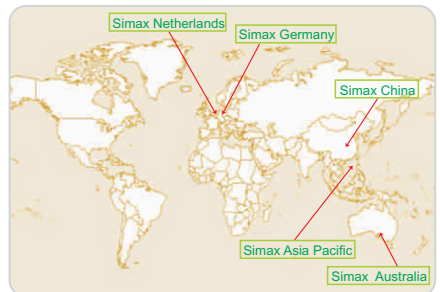 Simax Netherlands
Simax Germany
Simax China
Simax Asia Pacific
Simax Australia